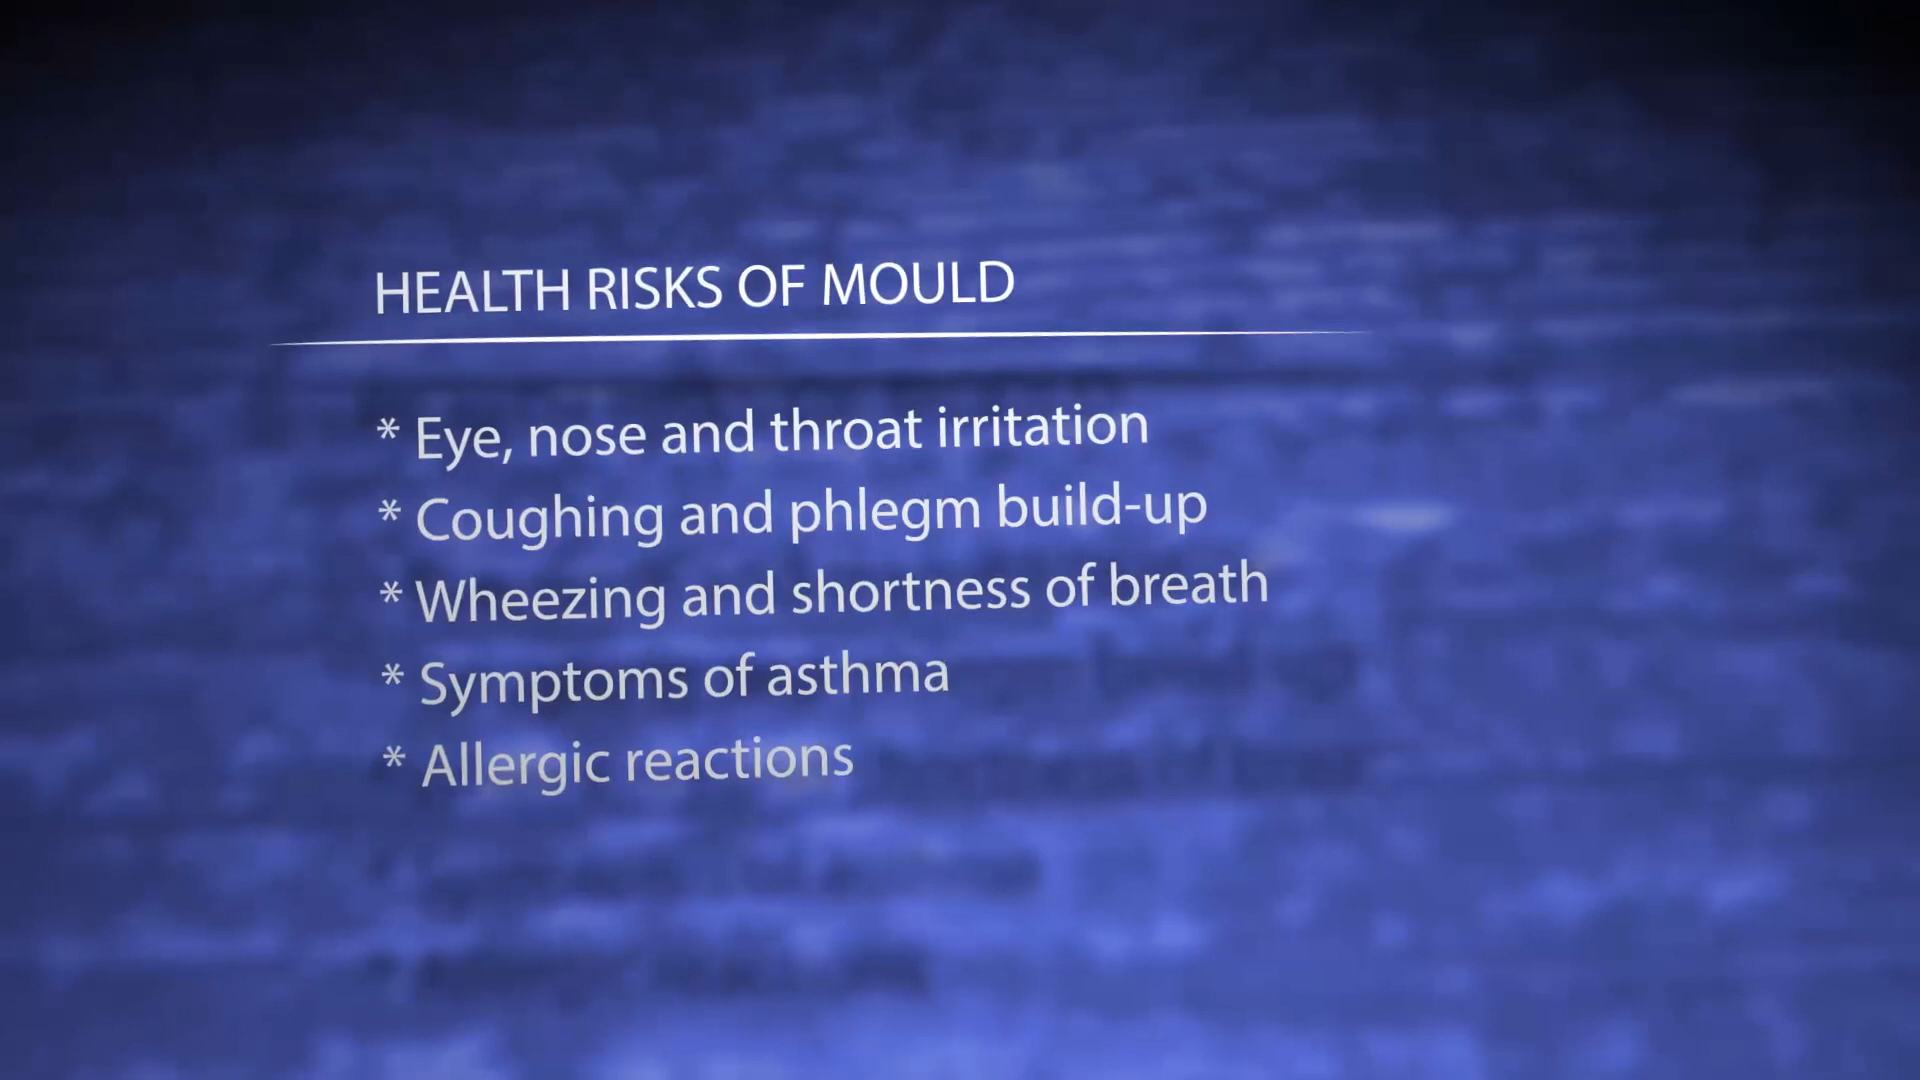 HEALTH RISKS OF MOULD
* Eye, nose and throat irritation
* Coughing and phlegm build-up
* Wheezing and shortness of breath
* Symptoms of asthma
* Allergic reactions